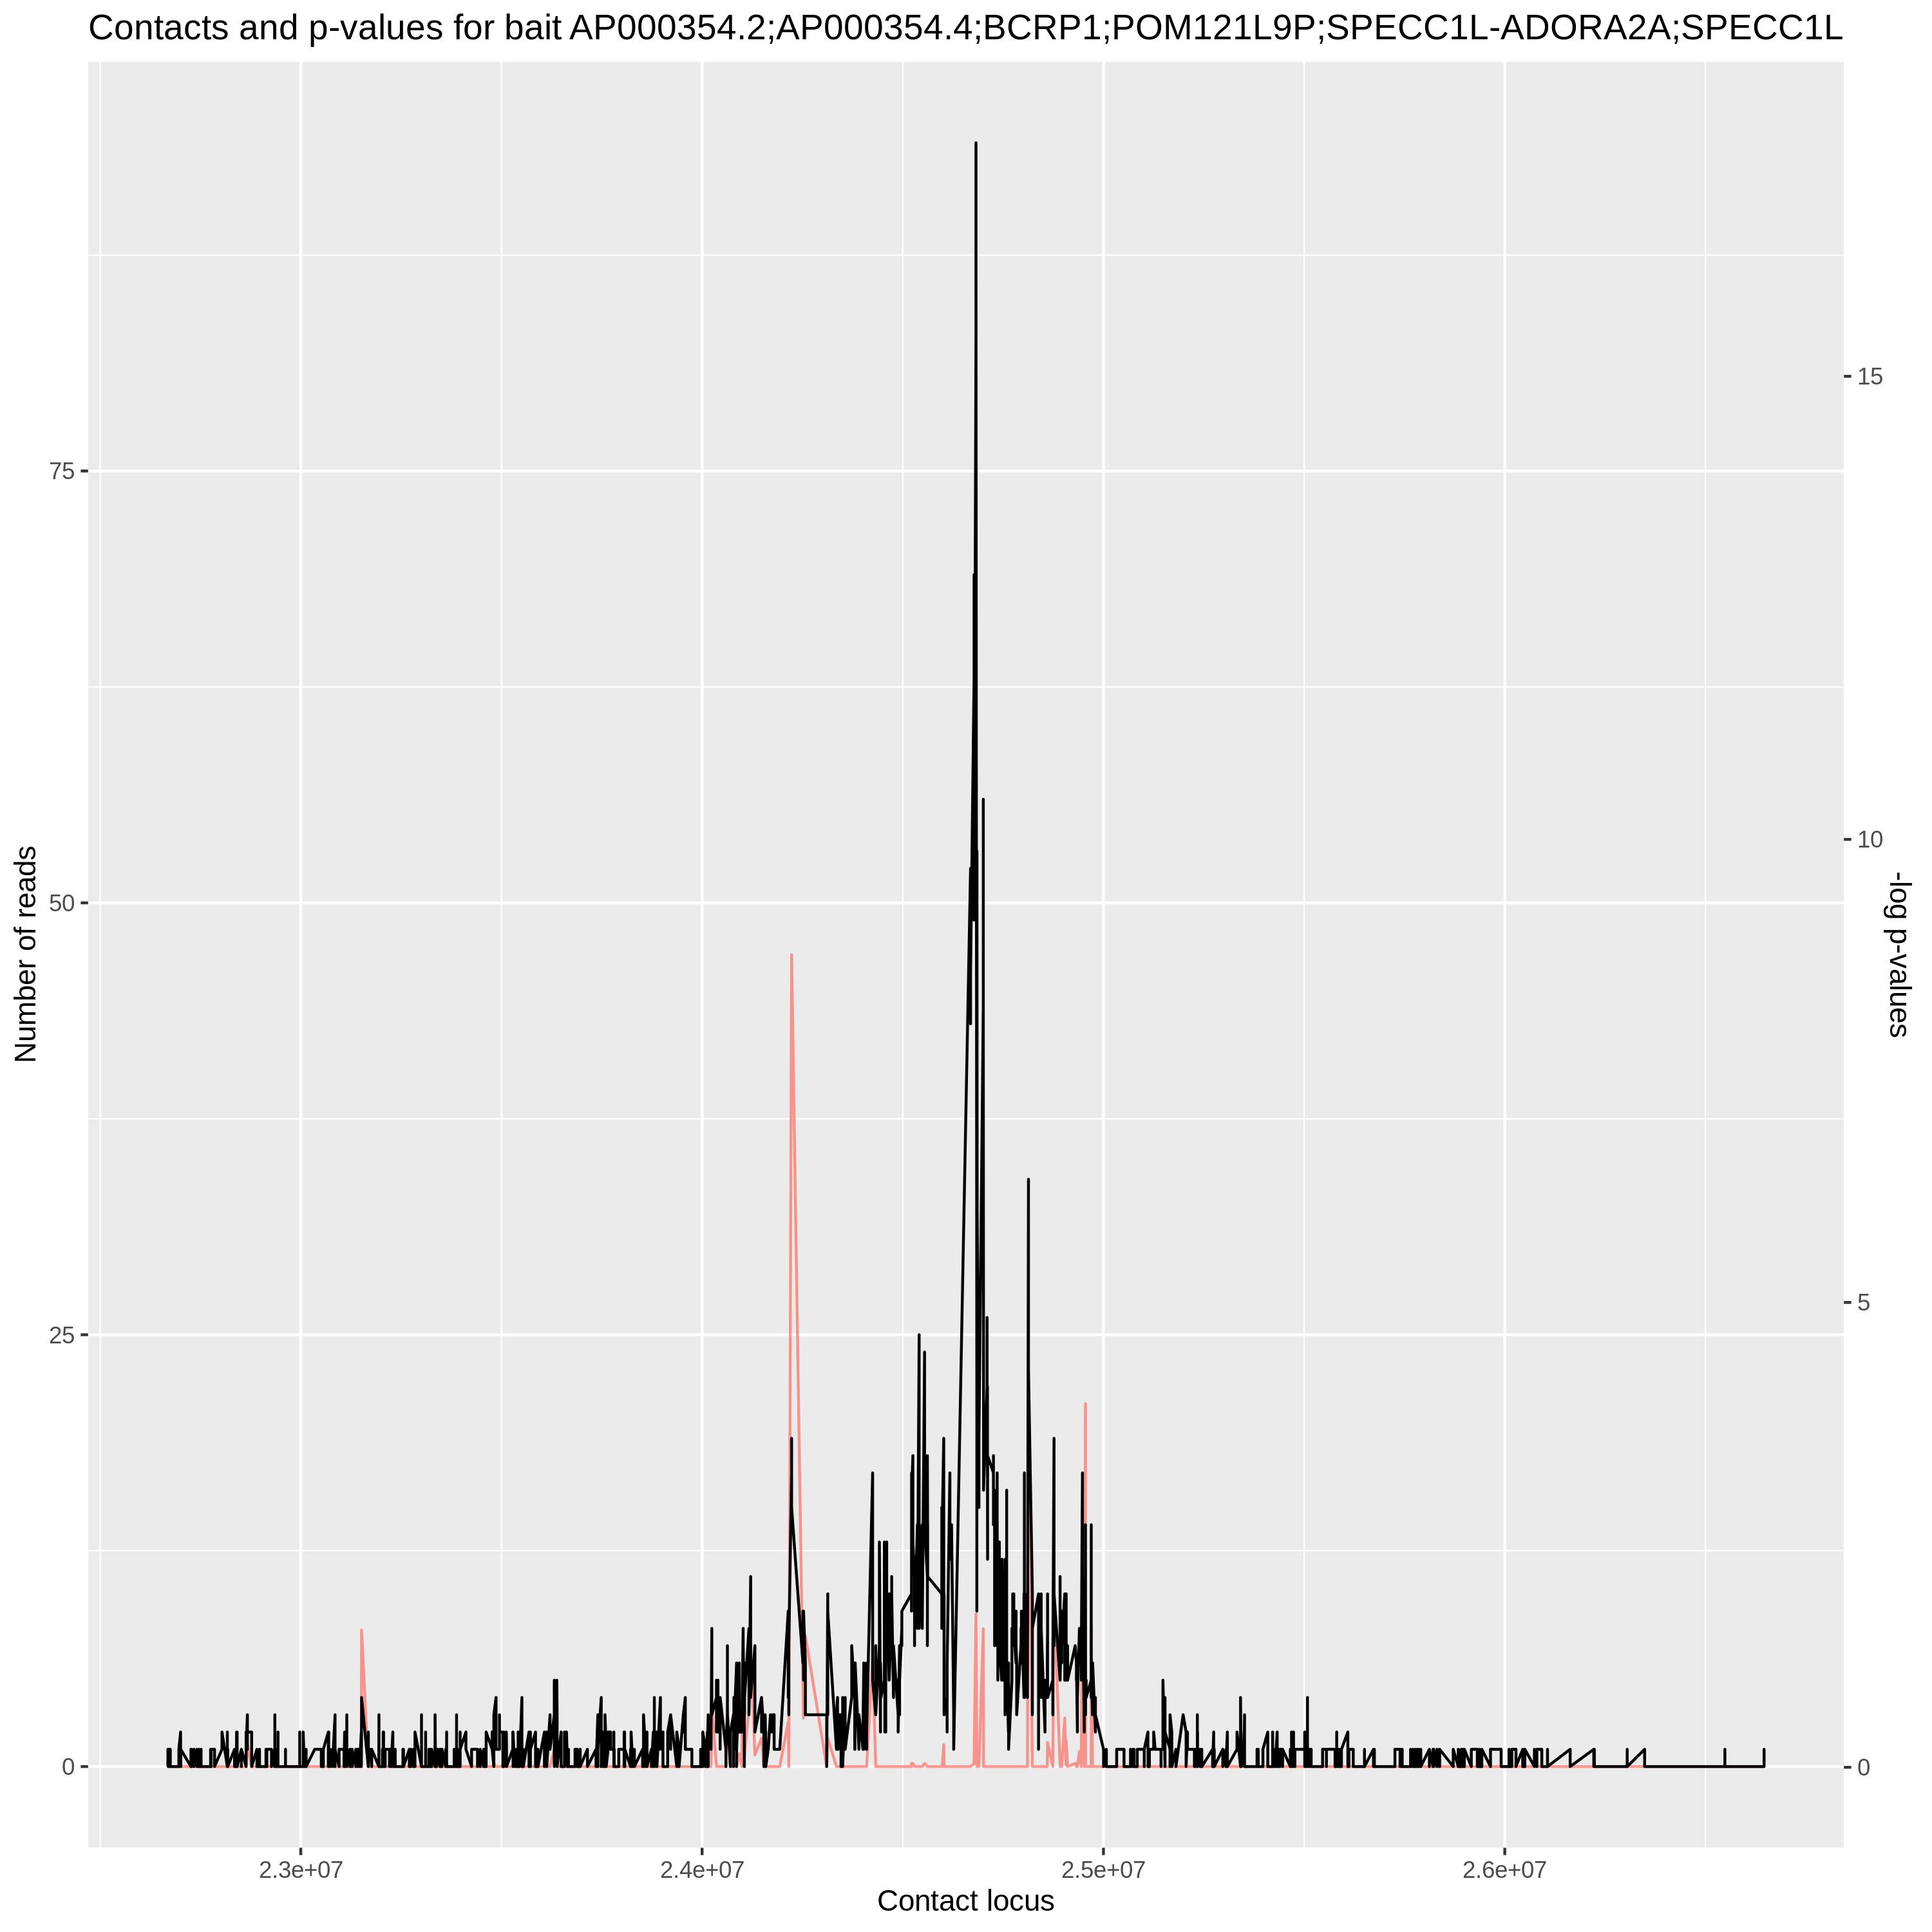 Contacts and p-values for bait AP000354.2;AP000354.4;BCRP1;POM121L9P;SPECC1L-ADORA2A;SPECC1L
Number of reads
75
50
25
0
15
10
5
0
-log p-values
2.3e+07
2.4e+07
2.5e+07
2.6e+07
Contact locus